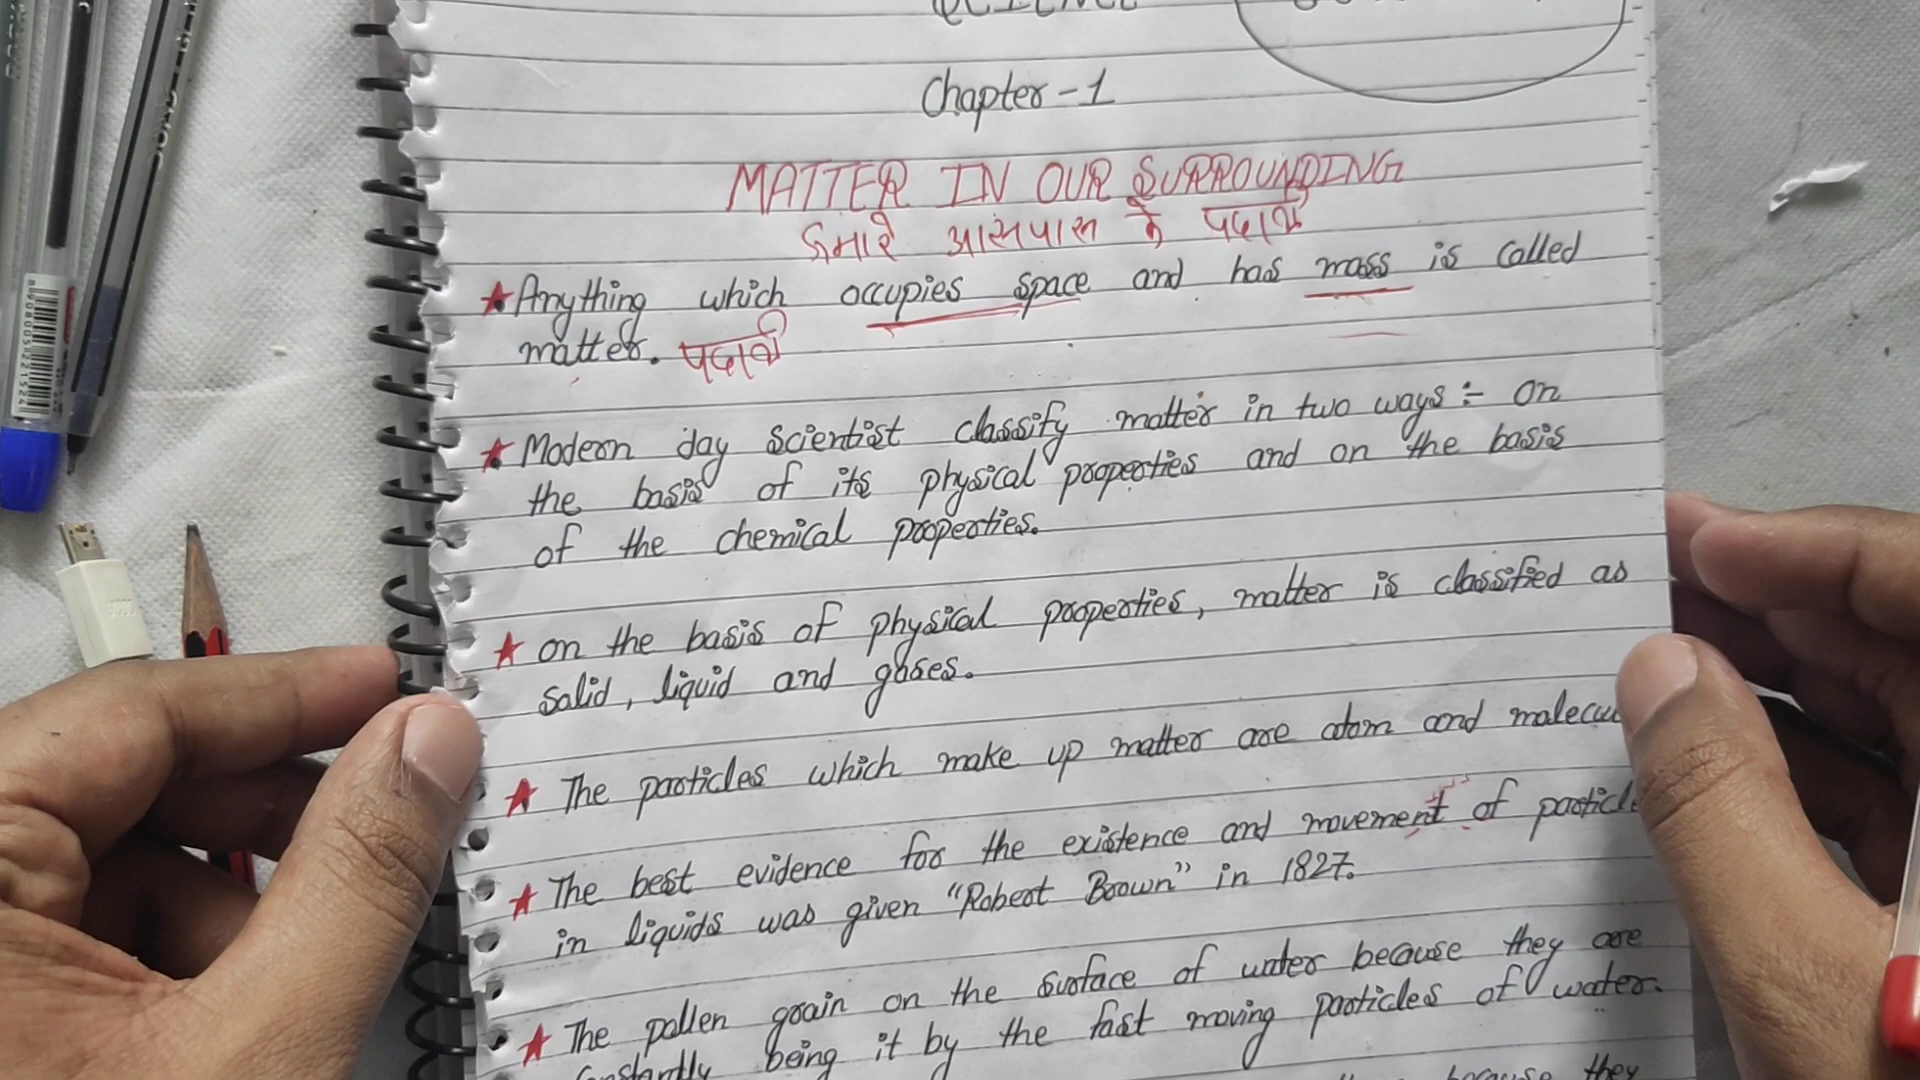 SCIENCE
Chapter-1
MATTER IN OUR SURROUNDING
हमारे आसपास के पदार्थ
Anything which occupies space and has mass is called
matter. पदार्थ
Modern day scientist classify matter in two ways :- on
the basis of its physical properties and on the basis
of the chemical properties.
on the basis of physical properties, matter is classified as
solid, liquid and gases.
The particles which make up matter are atom and
The best evidence for the existence and movement of
in liquids was given "Robert Brown" in 1827.
The pollen grain on the surface of water because they are
constantly being it by the fast moving particles of water.
because they